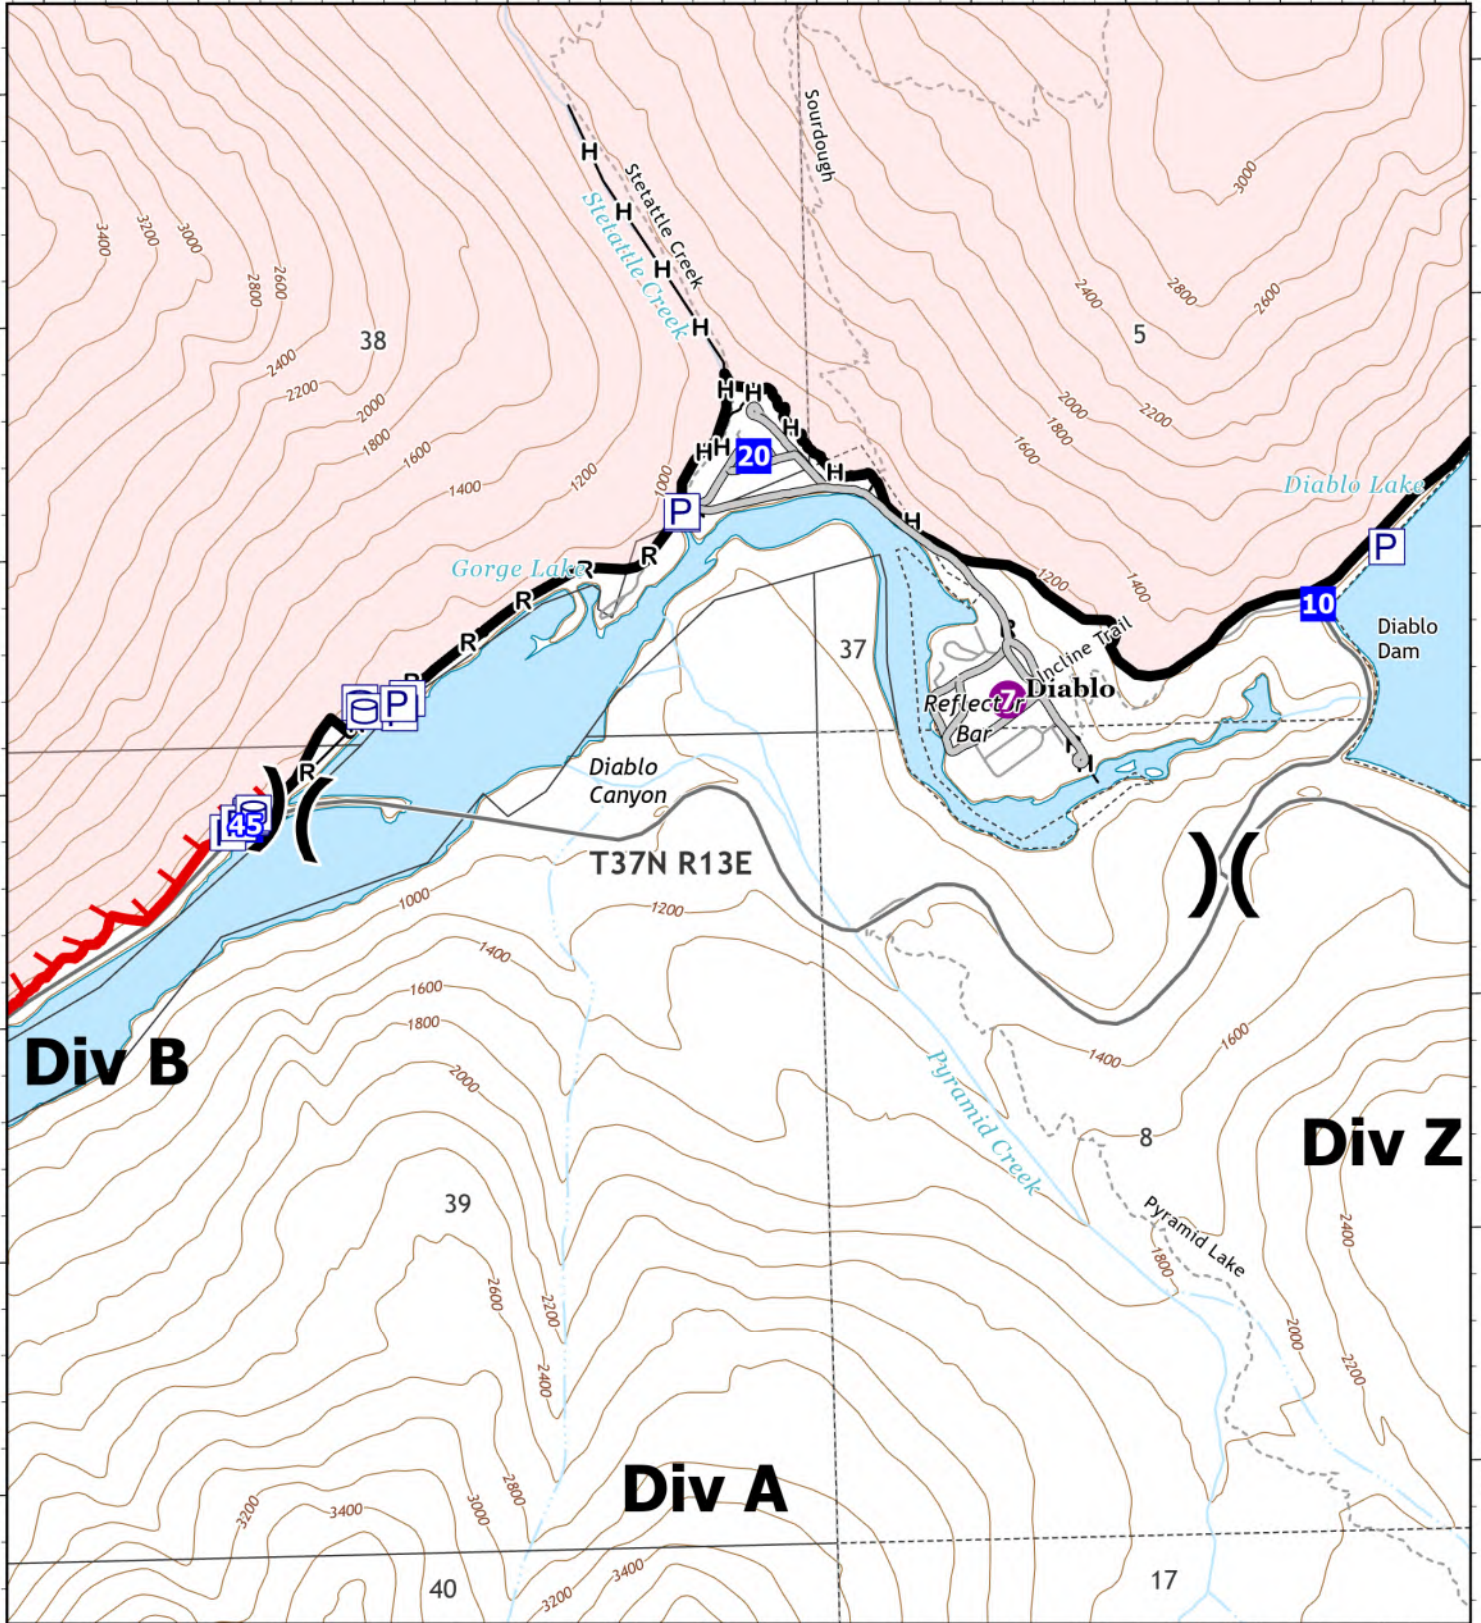 Sourdough
3000
Stetattle Creek
Stetattle Creek
H
H
H
H
3400
3200
3000
2800
2600
2400
2200
2000
1800
1600
1400
1200
1000
38
5
2400
2800
2600
2000
1800
2200
1600
H H
H
H H
20
H
P
H
Diablo Lake
P
Gorge Lake
R
R
R
R
1200
1400
10
Diablo
Dam
37
Incline Trail
7
Diablo
Reflector
Bar
P
R
Diablo
Canyon
45
T37N R13E
1000
1200
1400
1600
1800
2000
Div B
1400
1600
Pyramid Creek
8
Div Z
39
Pyramid Lake
1800
2400
2600
2200
2400
2000
2200
2800
3000
3200
3400
Div A
40
3200
3400
17